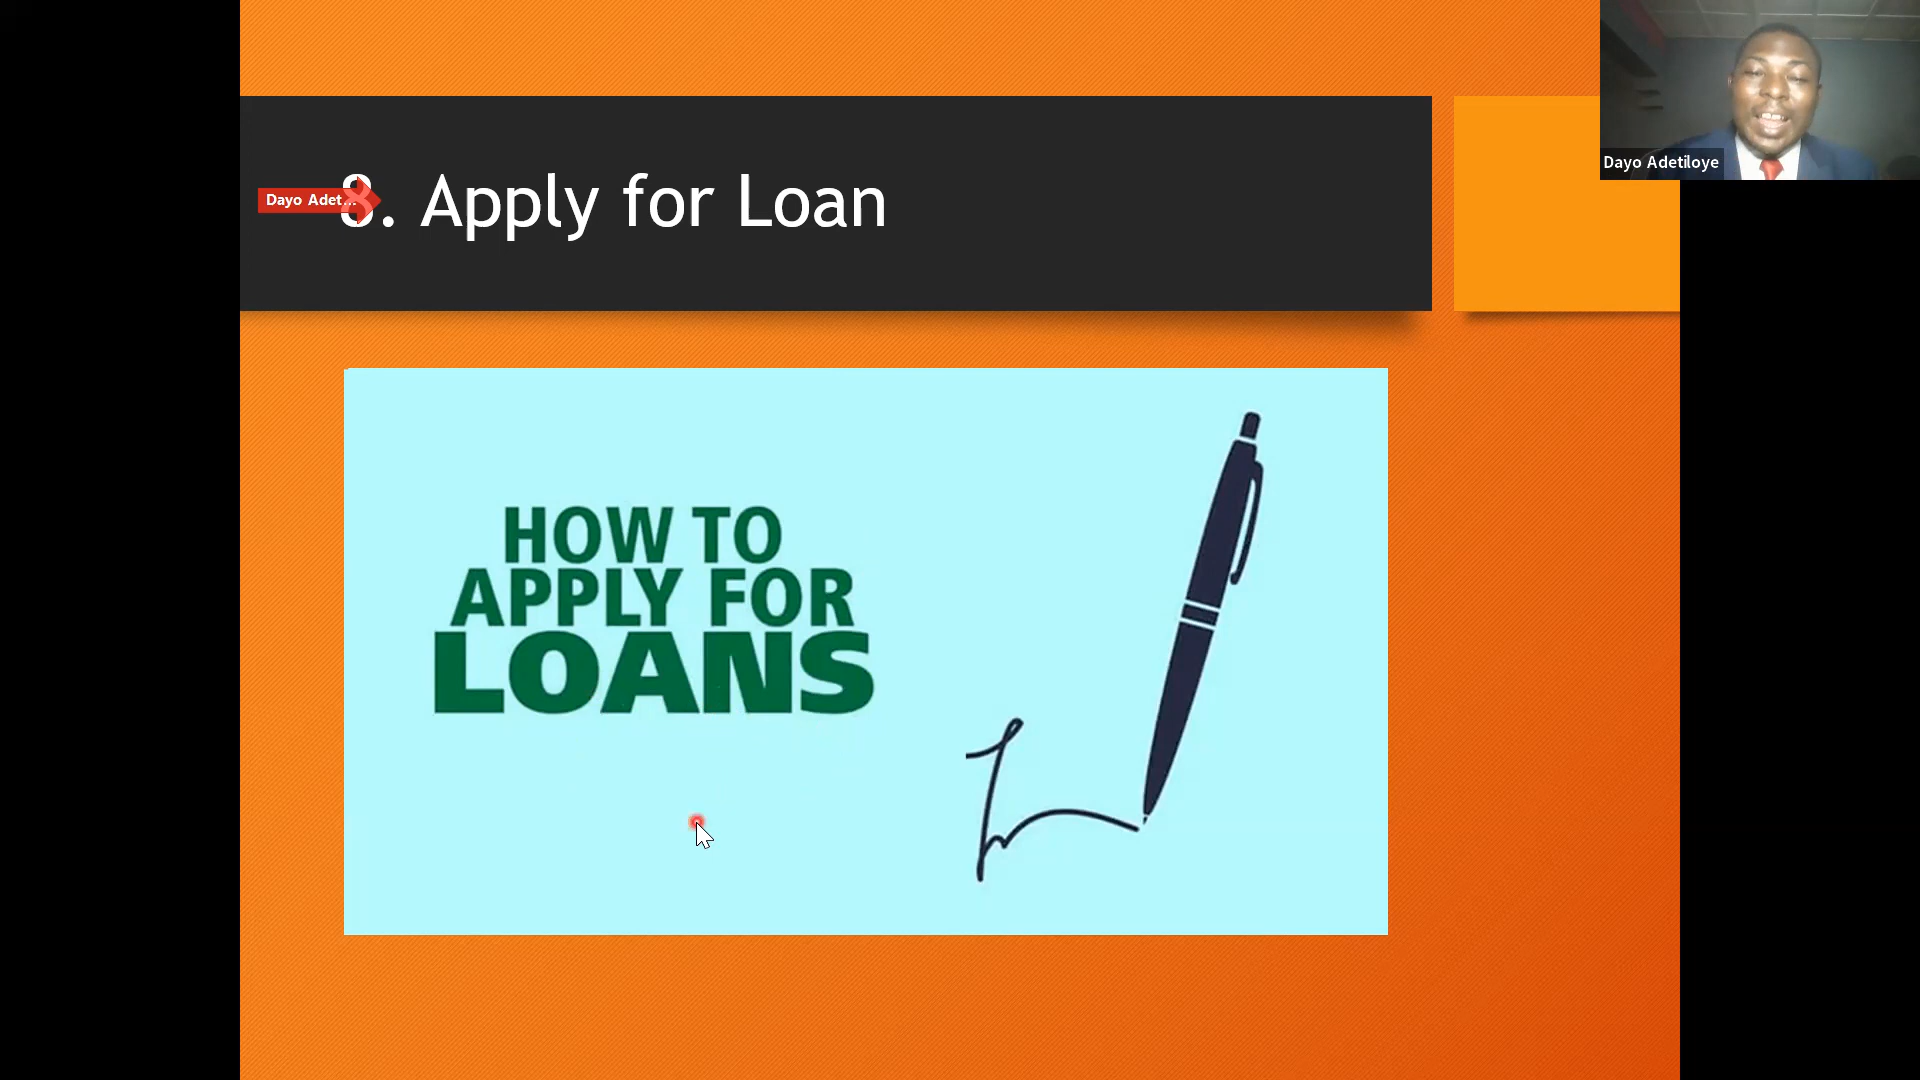 Dayo Adetiloye
Dayo Adet...
8. Apply for Loan
HOW TO
APPLY FOR
LOANS